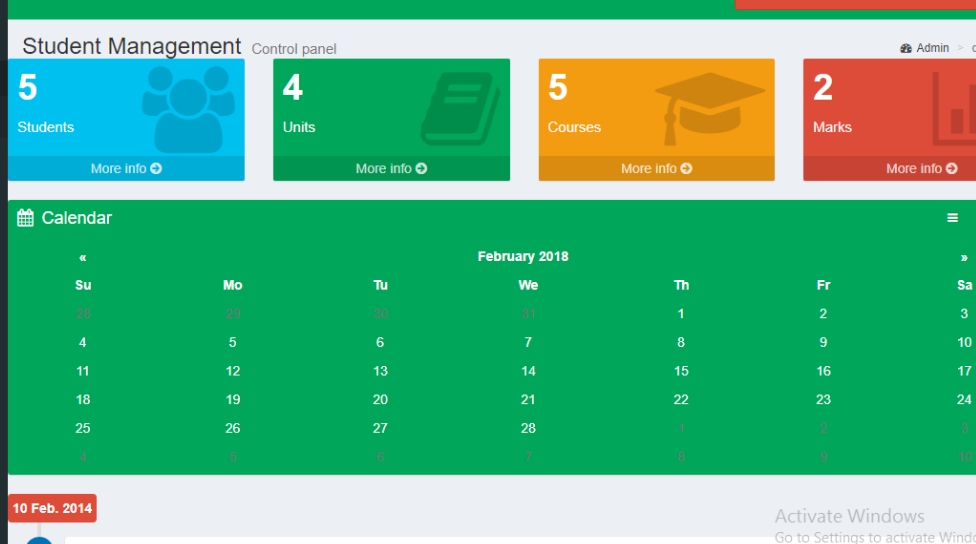 Student Management Control panel
Admin >
5 4 5 2
Students Units Courses Marks
More info More info More info More info
Calendar
« February 2018 »
Su Mo Tu We Th Fr Sa
28 29 30 31 1 2 3
4 5 6 7 8 9 10
11 12 13 14 15 16 17
18 19 20 21 22 23 24
25 26 27 28 1 2 3
4 5 6 7 8 9 10
10 Feb. 2014
Activate Windows
Go to Settings to activate